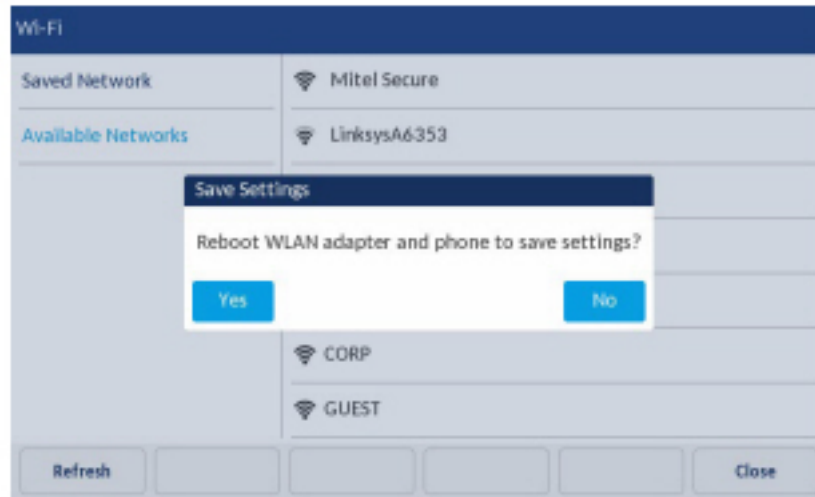 Wi-Fi
Saved Network
Mitel Secure
Available Networks
LinksysA6353
Save Settings
Reboot WLAN adapter and phone to save settings?
Yes
No
CORP
GUEST
Refresh
Close